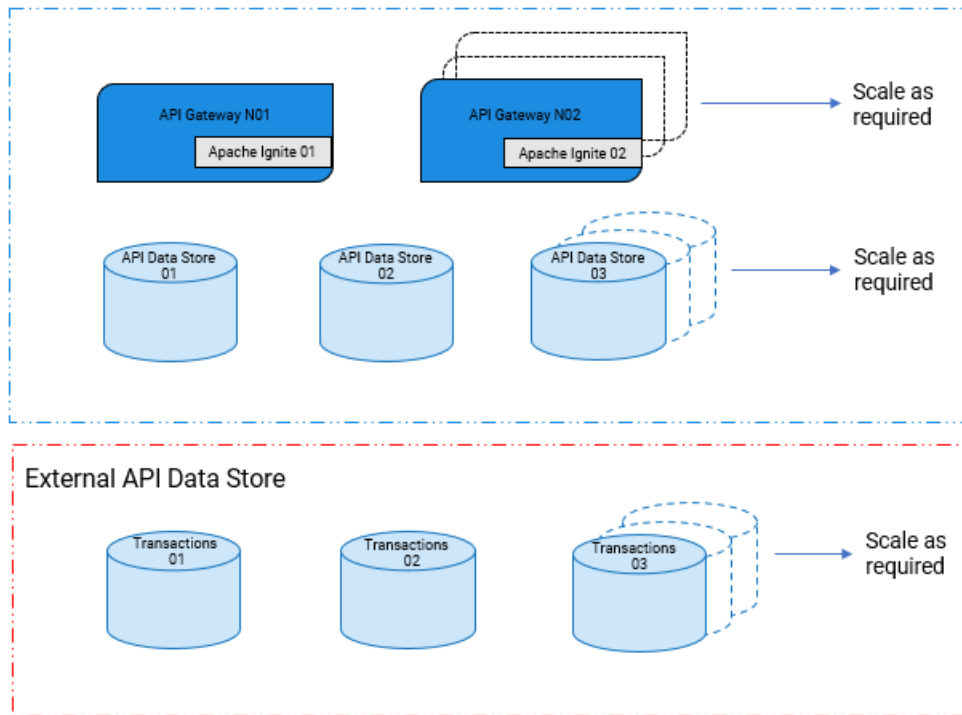 API Gateway N01
Apache Ignite 01
API Gateway N02
Apache Ignite 02
Scale as
required
API Data Store
01
API Data Store
02
API Data Store
03
Scale as
required
External API Data Store
Transactions
01
Transactions
02
Transactions
03
Scale as
required